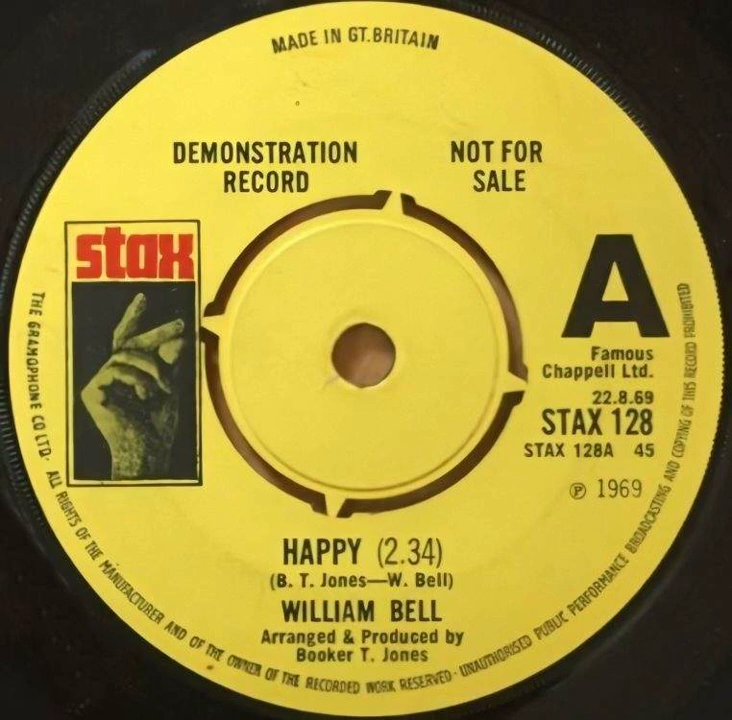 MADE IN GT.BRITAIN
DEMONSTRATION
RECORD
NOT FOR
SALE
stax
A
Famous
Chappell Ltd.
22.8.69
STAX 128
STAX 128A 45
℗ 1969
HAPPY (2.34)
(B. T. Jones—W. Bell)
WILLIAM BELL
Arranged & Produced by
Booker T. Jones
THE GRAMOPHONE CO LTD· ALL RIGHTS OF THE MANUFACTURER AND OF THE OWNER OF THE RECORDED WORK RESERVED· UNAUTHORISED PUBLIC PERFORMANCE BROADCASTING AND COPYING OF THIS RECORD PROHIBITED